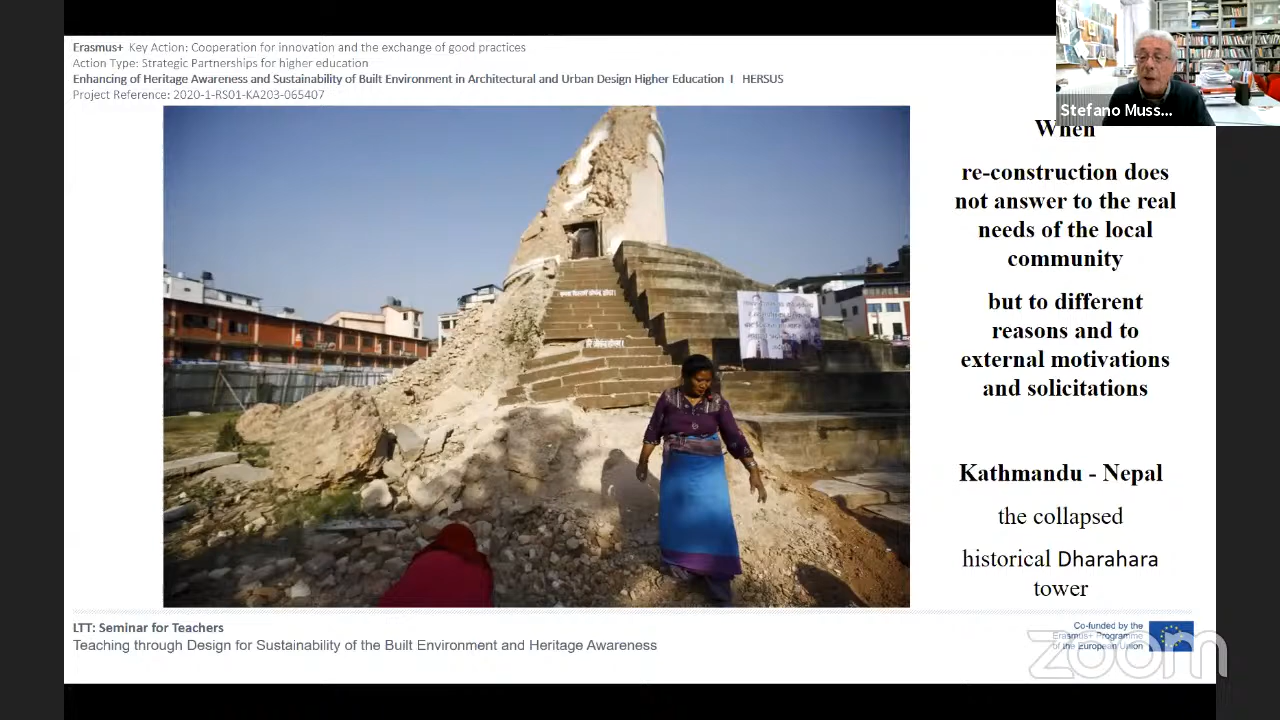 Erasmus+ Key Action: Cooperation for innovation and the exchange of good practices
Action Type: Strategic Partnerships for higher education
Enhancing of Heritage Awareness and Sustainability of Built Environment in Architectural and Urban Design Higher Education I HERSUS
Project Reference: 2020-1-RS01-KA203-065407
Stefano Muss...
When
re-construction does
not answer to the real
needs of the local
community
but to different
reasons and to
external motivations
and solicitations
Kathmandu - Nepal
the collapsed
historical Dharahara
tower
LTT: Seminar for Teachers
Teaching through Design for Sustainability of the Built Environment and Heritage Awareness
Co-funded by the
Erasmus+ Programme
of the European Union
zoom